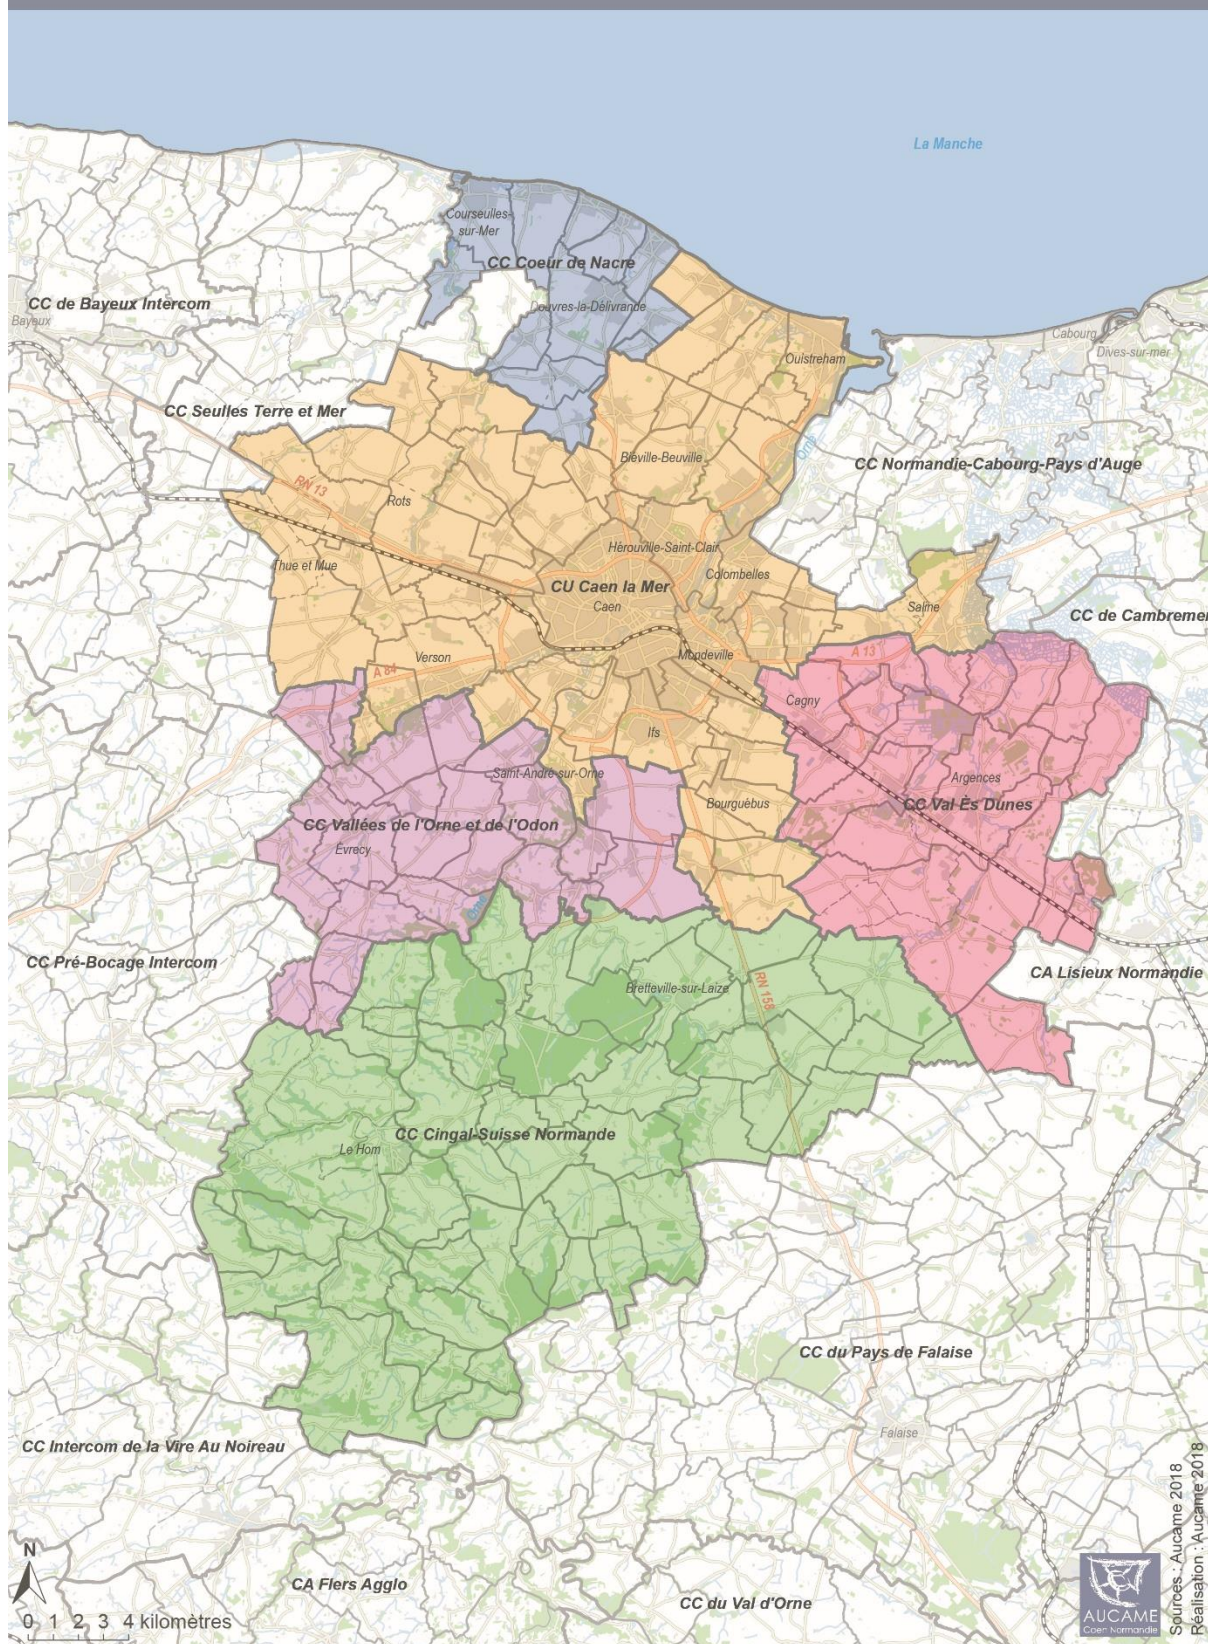 La Manche
Courseulles-
sur-Mer
CC Coeur de Nacre
CC de Bayeux Intercom
Bayeux
Douvres-la-Délivrande
Cabourg
Dives-sur-mer
Ouistreham
CC Seulles Terre et Mer
Orne
Biéville-Beuville
CC Normandie-Cabourg-Pays d'Auge
RN 13
Rots
Hérouville-Saint-Clair
Thue et Mue
Colombelles
CU Caen la Mer
Caen
Saline
CC de Cambremer
Verson
Mondeville
A 13
A 84
Cagny
Ifs
Saint-André-sur-Orne
Argences
Bourguébus
CC Val Ès Dunes
CC Vallées de l'Orne et de l'Odon
Évrecy
Orne
CC Pré-Bocage Intercom
CA Lisieux Normandie
Bretteville-sur-Laize
RN 158
CC Cingal-Suisse Normande
Le Hom
CC du Pays de Falaise
Falaise
CC Intercom de la Vire Au Noireau
N
CA Flers Agglo
CC du Val d'Orne
0 1 2 3 4 kilomètres
AUCAME
Caen Normandie
Sources : Aucame 2018
Réalisation : Aucame 2018